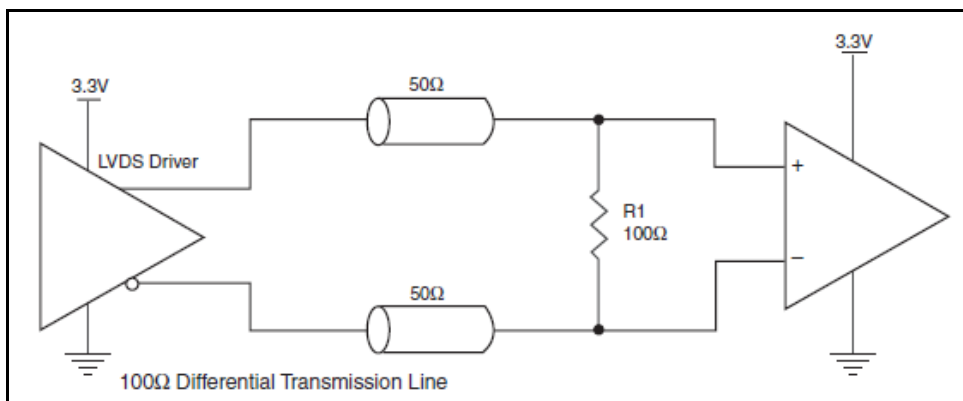 3.3V
3.3V
50Ω
LVDS Driver
+
R1
100Ω
−
50Ω
100Ω Differential Transmission Line